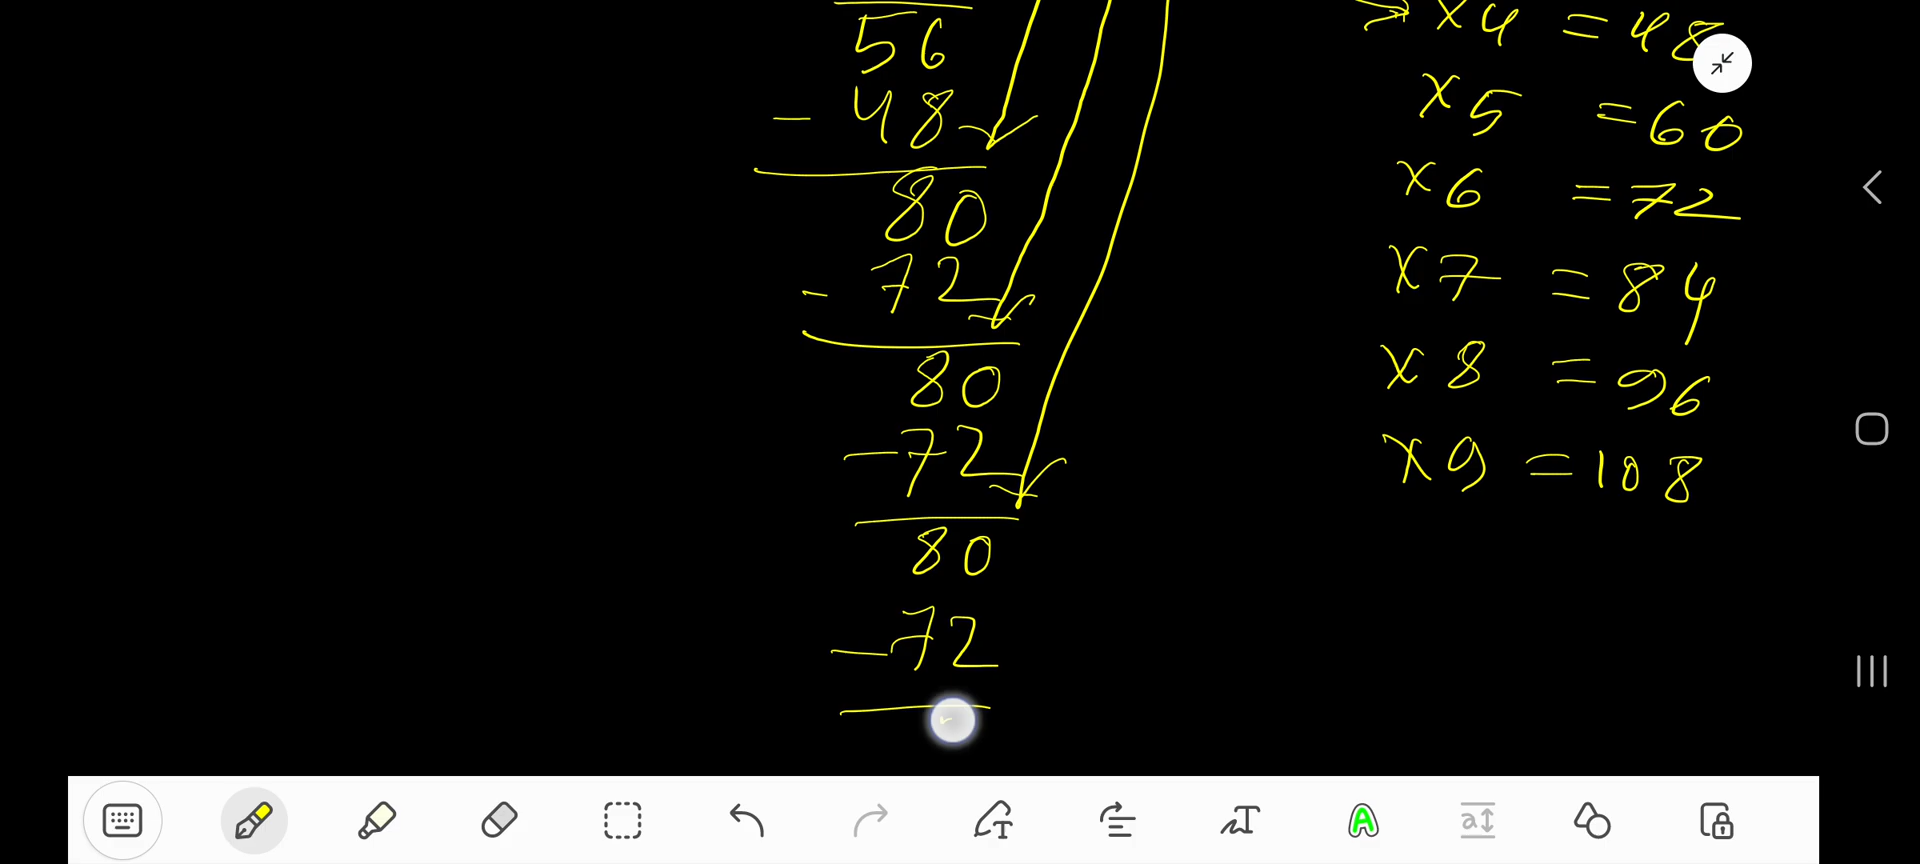 56
- 48
80
- 72
80
- 72
80
- 72
x4 = 48
x5 = 60
x6 = 72
x7 = 84
x8 = 96
x9 = 108